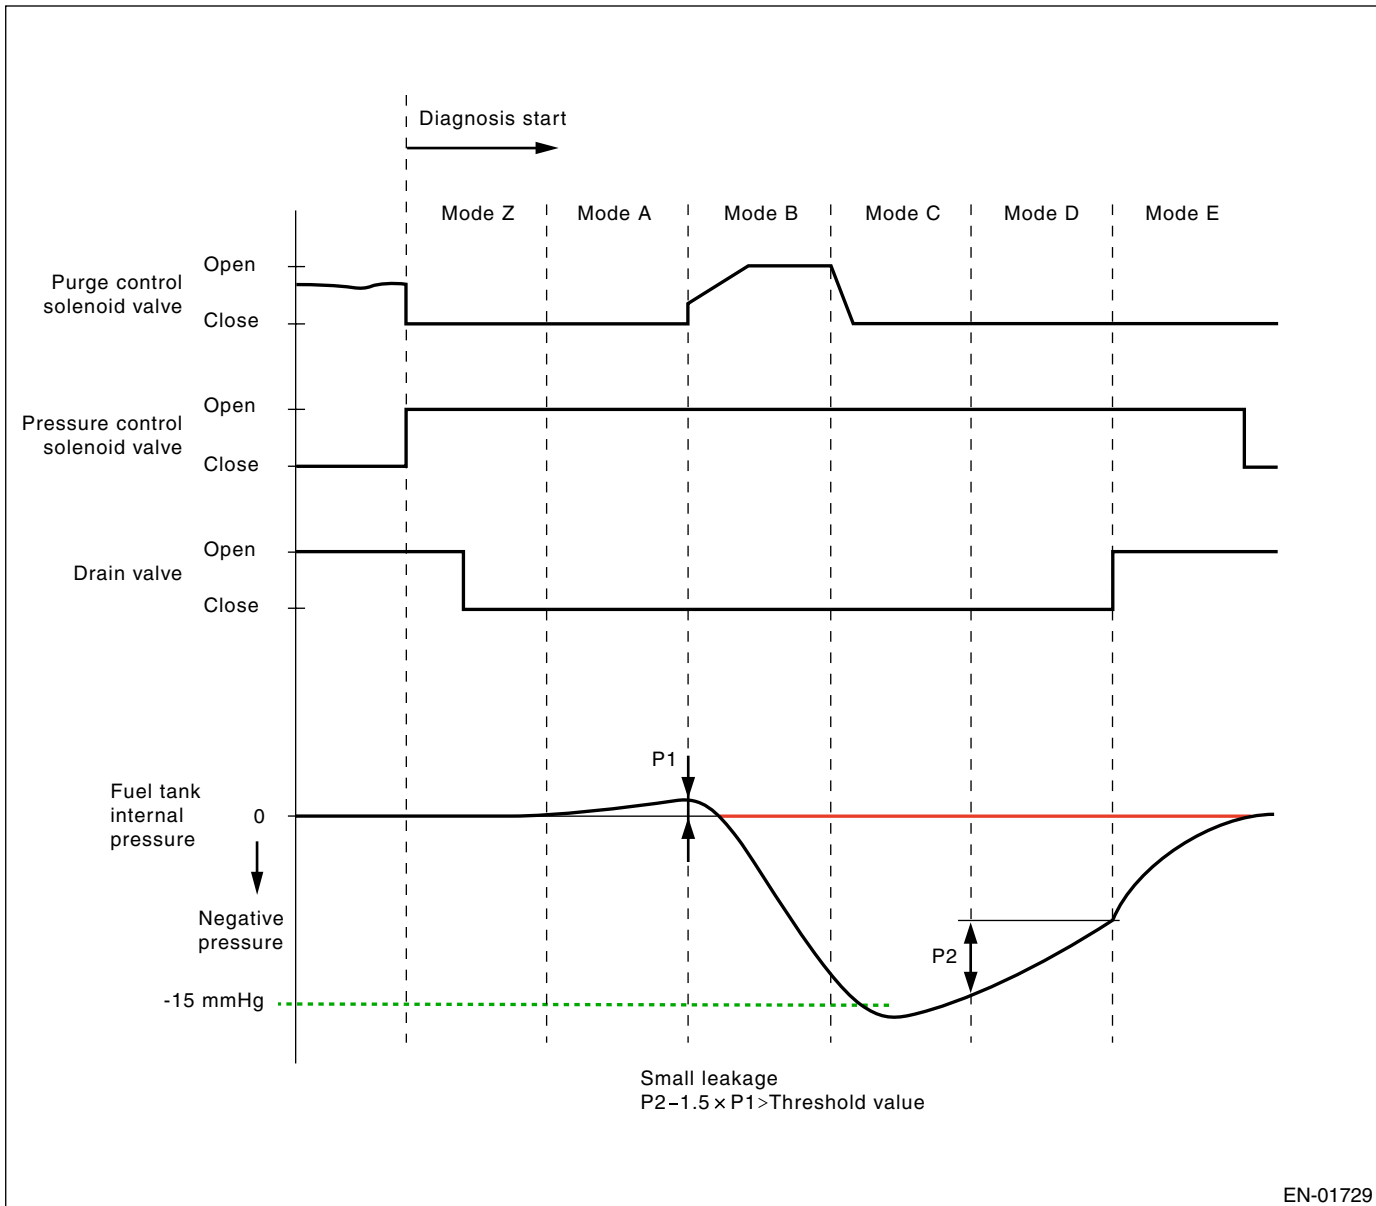 Diagnosis start
Mode Z Mode A Mode B Mode C Mode D Mode E
Purge control
solenoid valve
Open
Close
Pressure control
solenoid valve
Open
Close
Drain valve
Open
Close
P1
Fuel tank
internal
pressure
0
Negative
pressure
P2
-15 mmHg
Small leakage
P2-1.5×P1>Threshold value
EN-01729